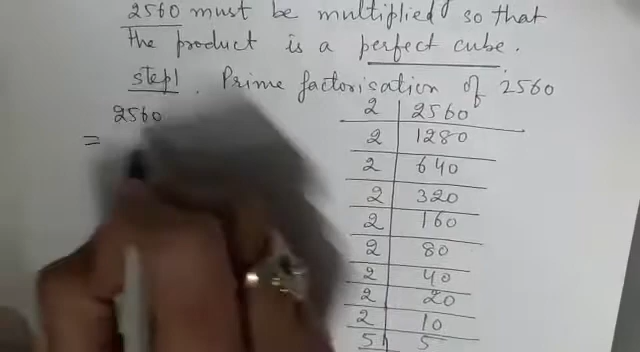 2560 must be multiplied so that
the product is a perfect cube.
step1. Prime factorisation of 2560
2560
=
2 | 2560
2 | 1280
2 | 640
2 | 320
2 | 160
2 | 80
2 | 40
2 | 20
2 | 10
5 | 5